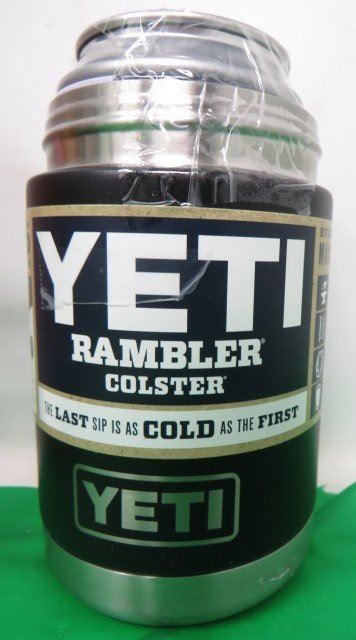 YETI
RAMBLER®
COLSTER®
THE LAST SIP IS AS COLD AS THE FIRST
YETI